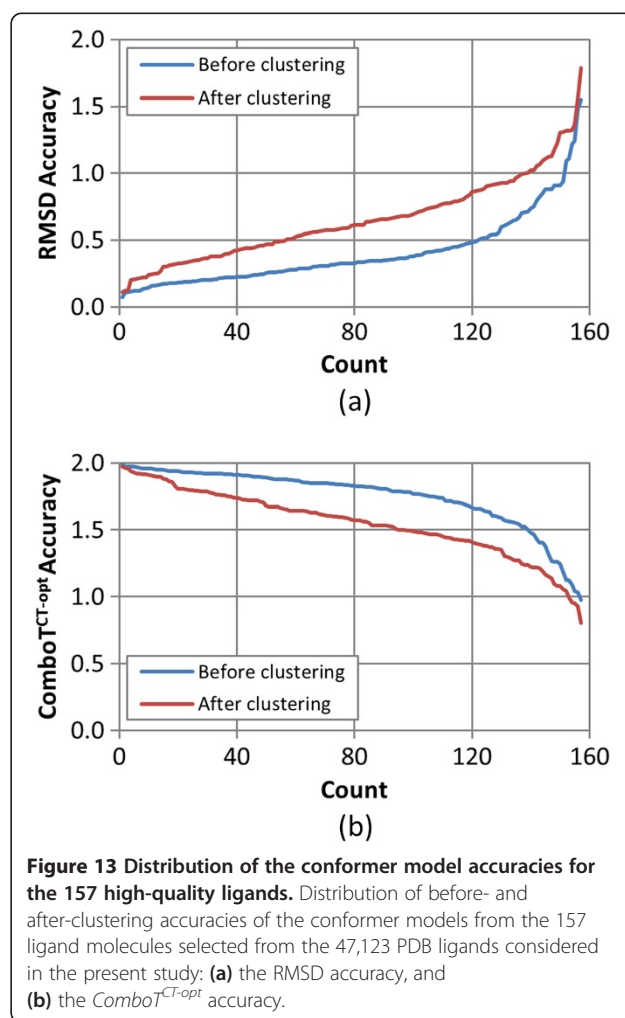 2.0
1.5
1.0
0.5
0.0
RMSD Accuracy
Before clustering
After clustering
0 40 80 120 160
Count
(a)
2.0
1.5
1.0
0.5
0.0
ComboT^CT-opt Accuracy
Before clustering
After clustering
0 40 80 120 160
Count
(b)
Figure 13 Distribution of the conformer model accuracies for
the 157 high-quality ligands. Distribution of before- and
after-clustering accuracies of the conformer models from the 157
ligand molecules selected from the 47,123 PDB ligands considered
in the present study: (a) the RMSD accuracy, and
(b) the ComboT^CT-opt accuracy.